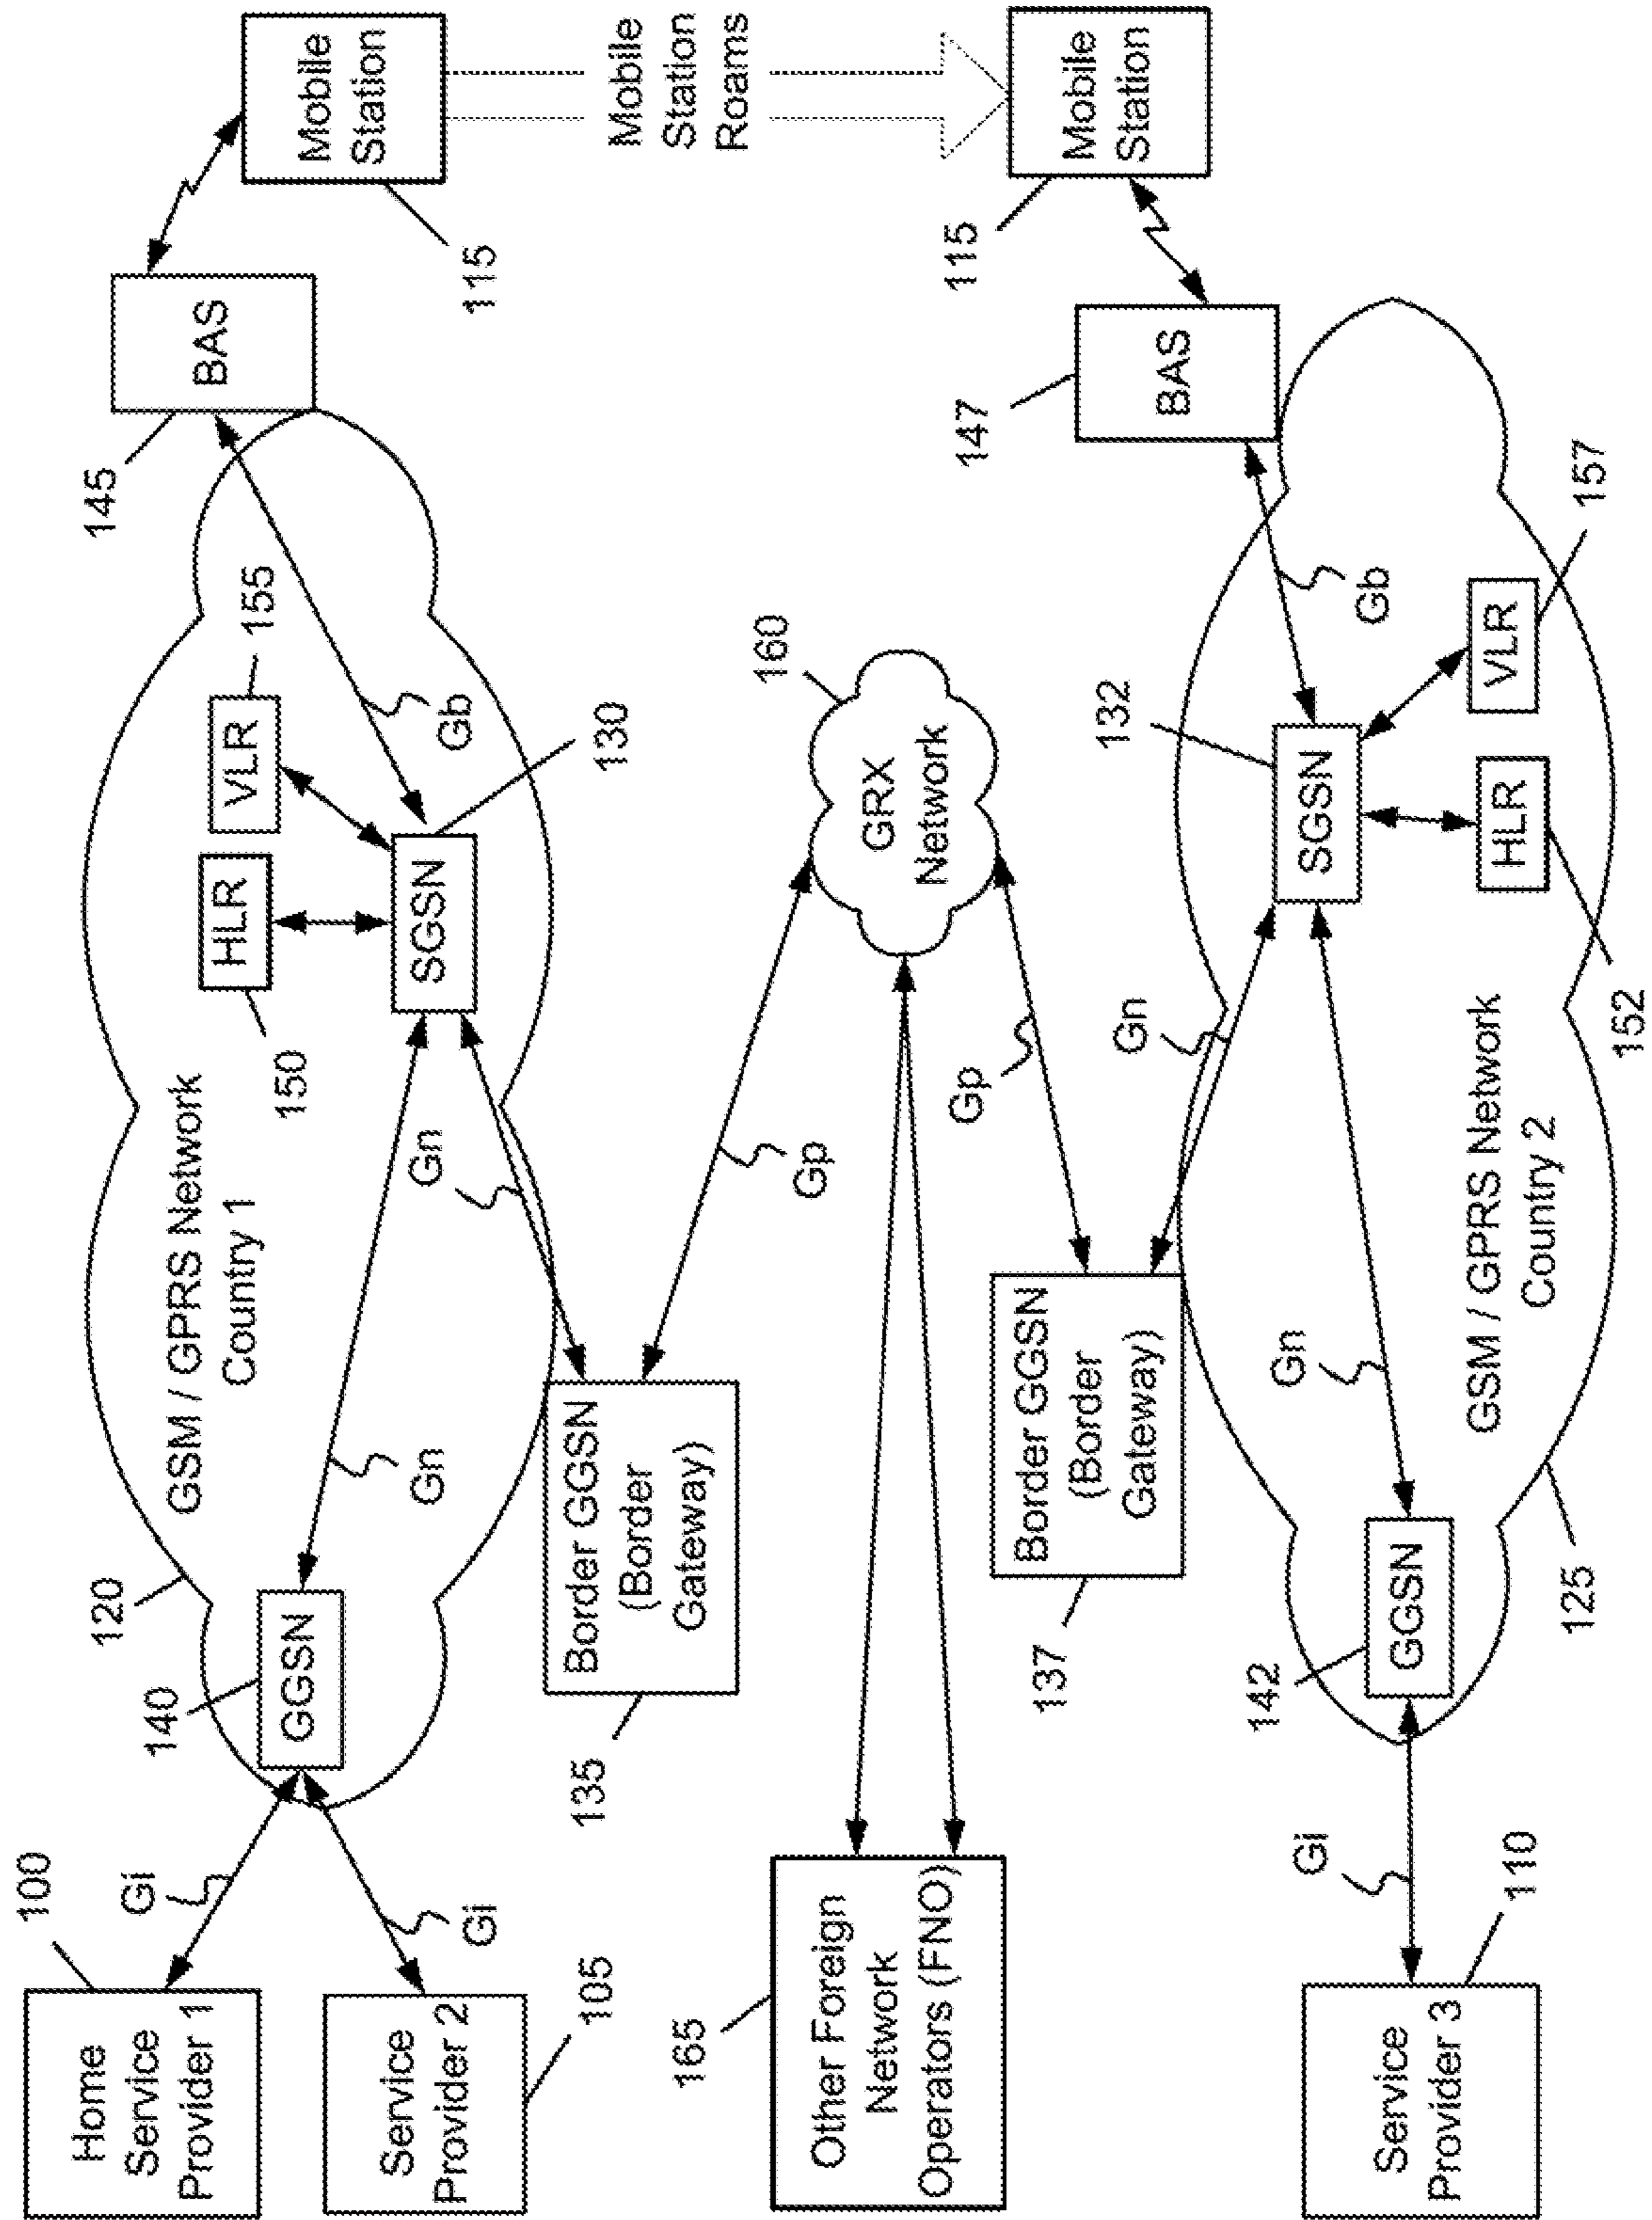 100
Home
Service
Provider 1
Gi
Service
Provider 2
105
Gi
140
GGSN
120
GSM / GPRS Network
Country 1
Gn
150
HLR
VLR
155
SGSN
130
Gb
145
BAS
Mobile
Station
115
Gn
Border GGSN
(Border
Gateway)
135
Gp
160
GRX
Network
Mobile
Station
Roams
165
Other Foreign
Network
Operators (FNO)
Gp
Border GGSN
(Border
Gateway)
137
Gn
132
SGSN
Gb
147
BAS
115
Mobile
Station
Service
Provider 3
110
Gi
142
GGSN
Gn
GSM / GPRS Network
Country 2
125
HLR
152
VLR
157